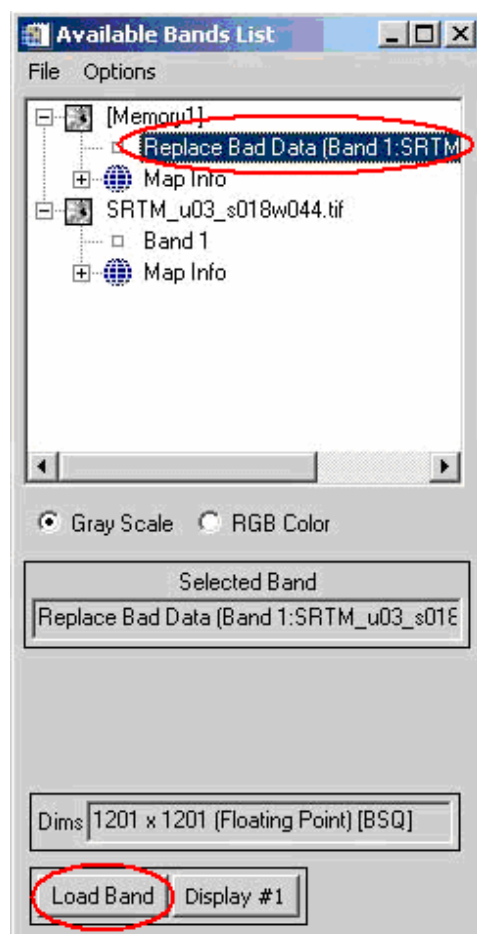 Available Bands List
File Options
[Memory1]
Replace Bad Data (Band 1:SRTM
Map Info
SRTM_u03_s018w044.tif
Band 1
Map Info
Gray Scale RGB Color
Selected Band
Replace Bad Data (Band 1:SRTM_u03_s018
Dims 1201 x 1201 (Floating Point) [BSQ]
Load Band Display #1